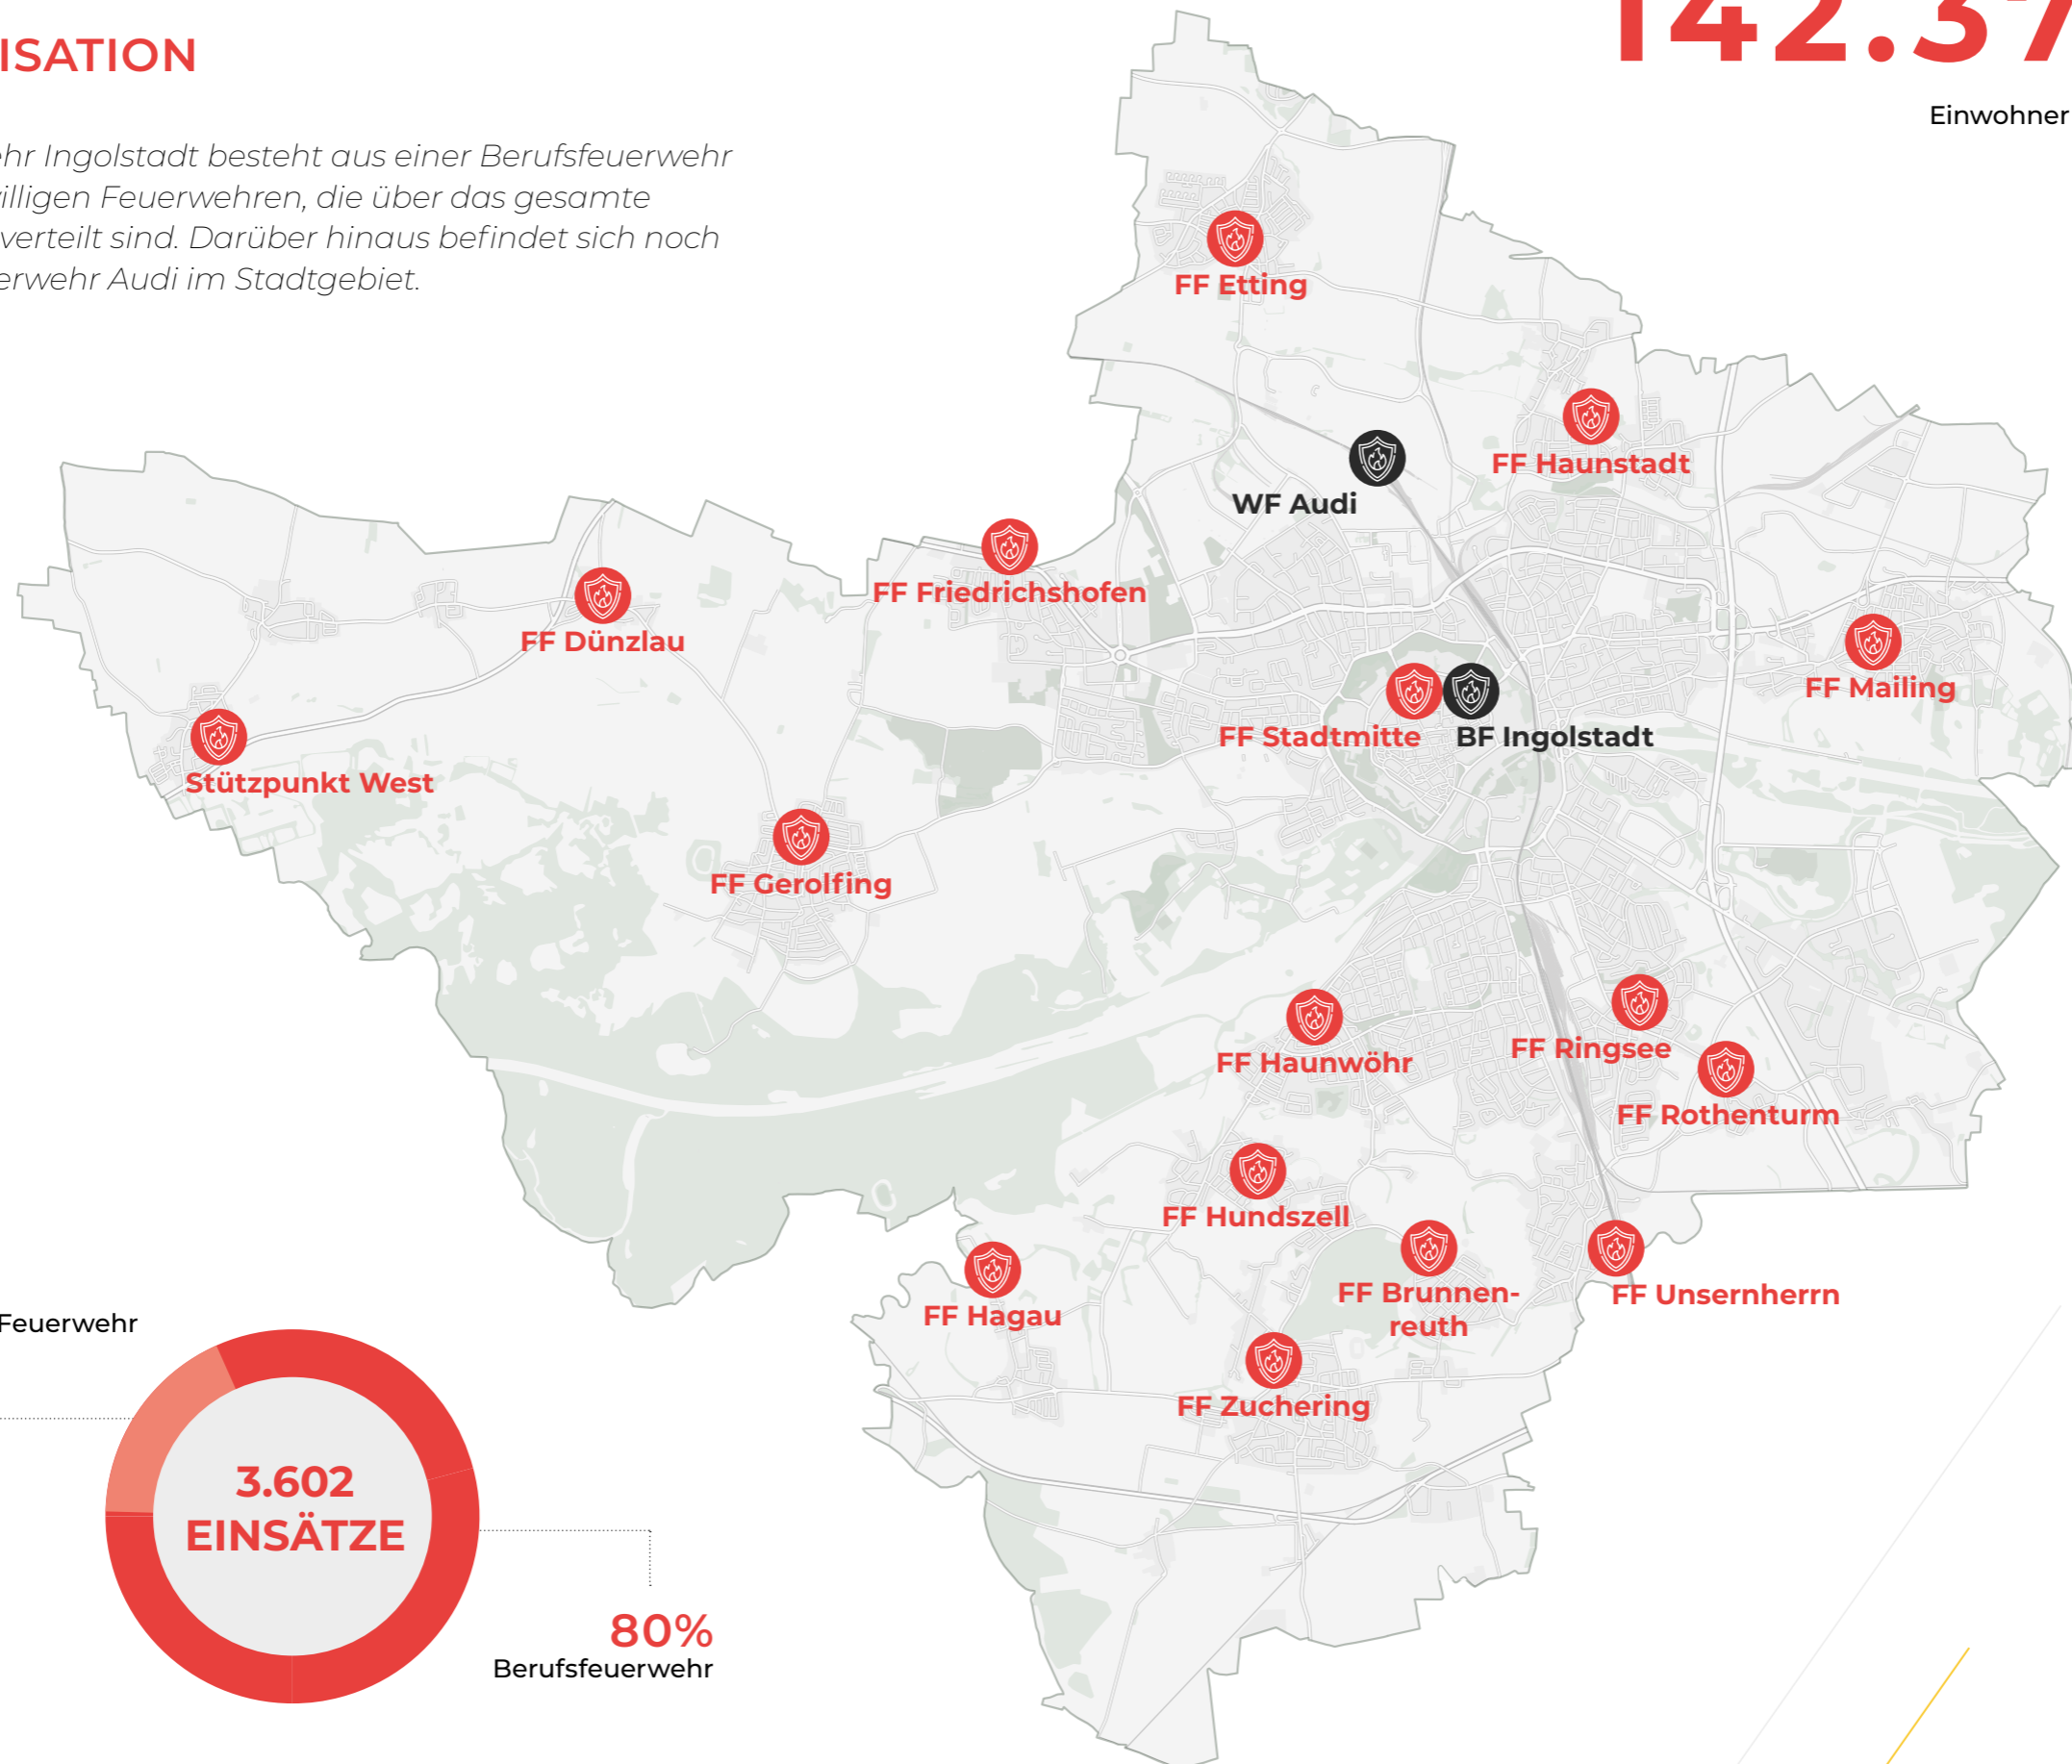 ISATION
142.37
Einwohner
ehr Ingolstadt besteht aus einer Berufsfeuerwehr
villigen Feuerwehren, die über das gesamte
verteilt sind. Darüber hinaus befindet sich noch
erwehr Audi im Stadtgebiet.
FF Etting
FF Haunstadt
WF Audi
FF Friedrichshofen
FF Dünzlau
FF Mailing
FF Stadtmitte
BF Ingolstadt
Stützpunkt West
FF Gerolfing
FF Haunwöhr
FF Ringsee
FF Rothenturm
FF Hundszell
FF Hagau
FF Brunnen-
reuth
FF Unsernherrn
FF Zuchering
Feuerwehr
3.602
EINSÄTZE
80%
Berufsfeuerwehr